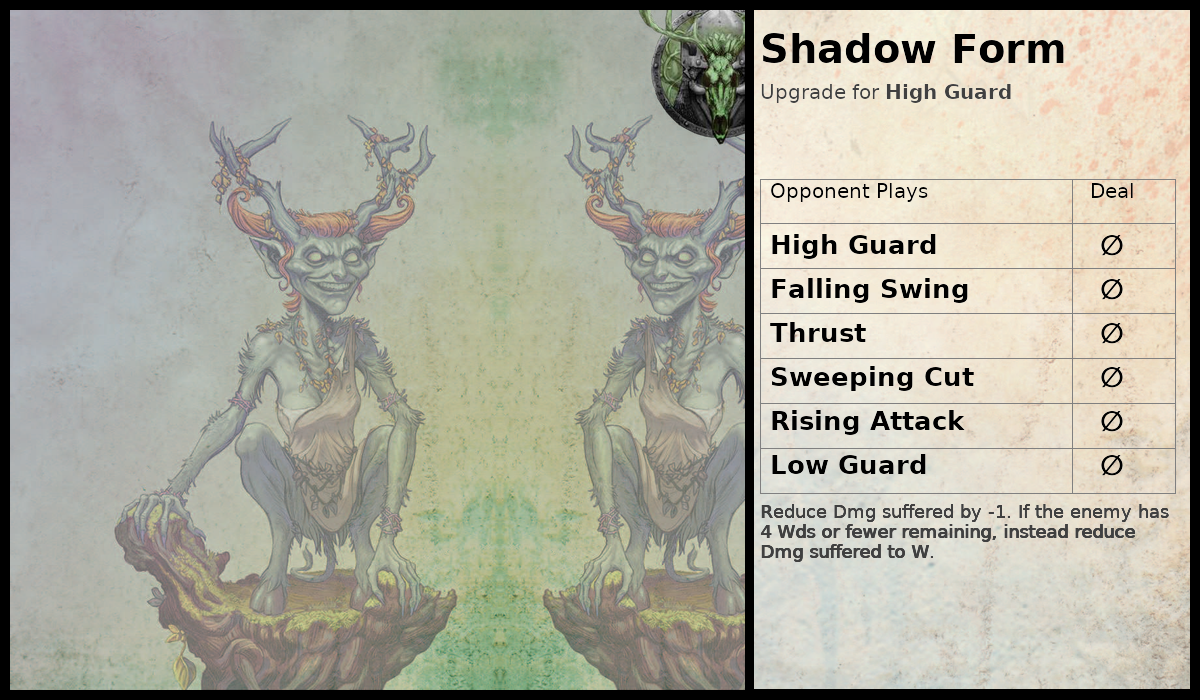 Shadow Form
Upgrade for High Guard
Opponent Plays Deal
High Guard ∅
Falling Swing ∅
Thrust ∅
Sweeping Cut ∅
Rising Attack ∅
Low Guard ∅
Reduce Dmg suffered by -1. If the enemy has
4 Wds or fewer remaining, instead reduce
Dmg suffered to W.